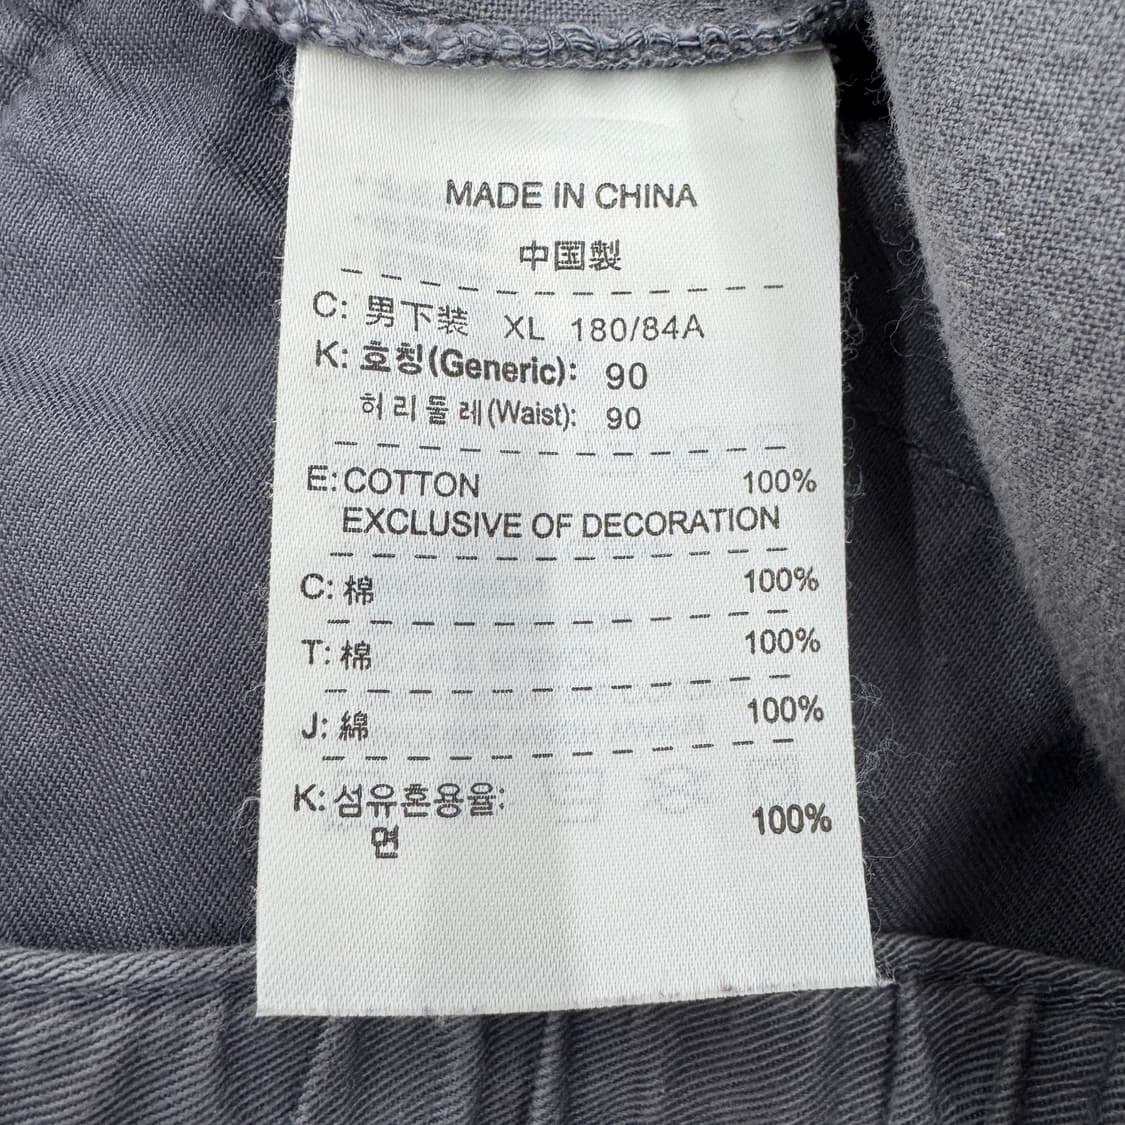 MADE IN CHINA
中国製
C: 男下装 XL 180/84A
K: 호칭(Generic): 90
허리둘레(Waist): 90
E: COTTON 100%
EXCLUSIVE OF DECORATION
C: 棉 100%
T: 棉 100%
J: 綿 100%
K: 섬유혼용율:
면 100%